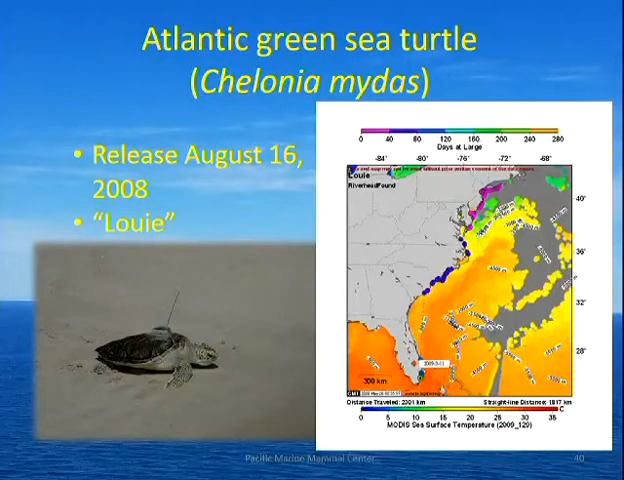 Atlantic green sea turtle
(Chelonia mydas)
• Release August 16,
2008
• “Louie”
0 40 80 120 160 200 240 280
Days at Large
-84° -80° -76° -72° -68°
Louie
RiverheadFound
40°
36°
32°
28°
300 km
GMT
Distance Traveled: 2301 km Straight-line Distance: 1817 km
0 5 10 15 20 25 30 35 C
MODIS Sea Surface Temperature (2009_129)
Pacific Marine Mammal Center
40